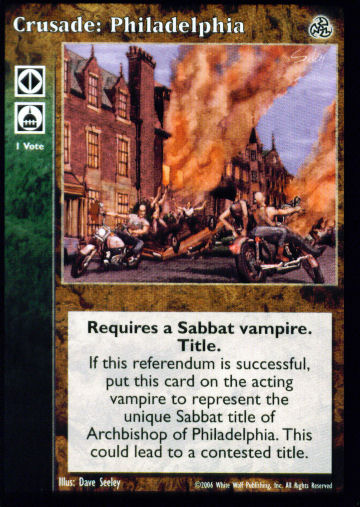 Crusade: Philadelphia
1 Vote
Requires a Sabbat vampire.
Title.
If this referendum is successful,
put this card on the acting
vampire to represent the
unique Sabbat title of
Archbishop of Philadelphia. This
could lead to a contested title.
Illus: Dave Seeley
©2006 White Wolf Publishing, Inc. All Rights Reserved